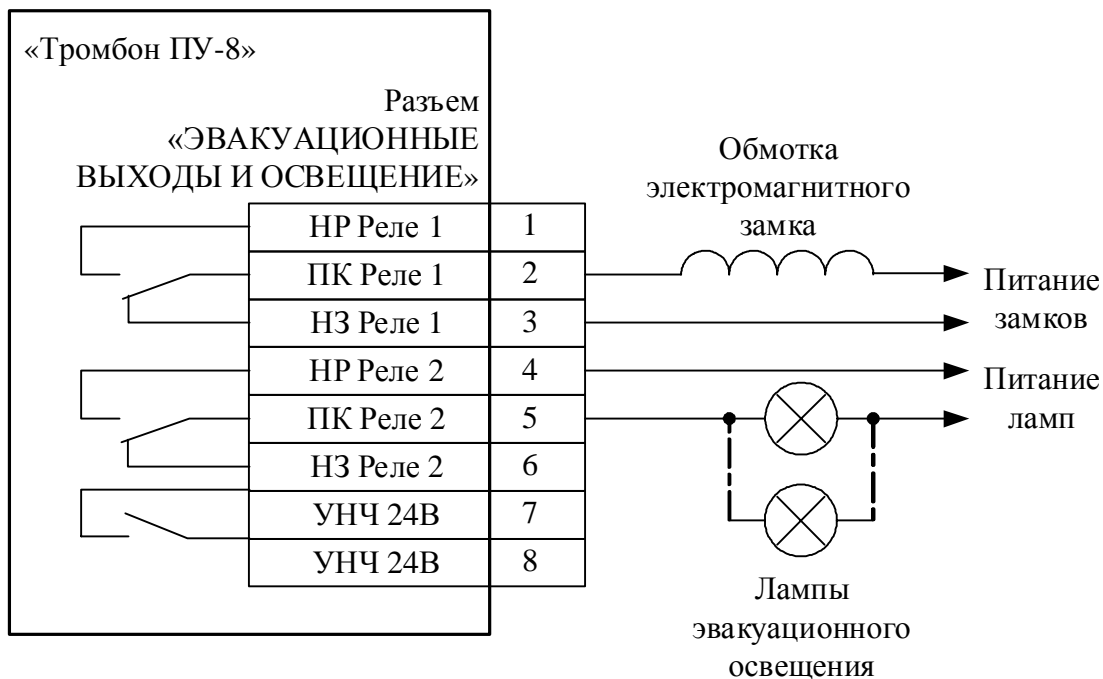 «Тромбон ПУ-8»
Разъем
«ЭВАКУАЦИОННЫЕ
ВЫХОДЫ И ОСВЕЩЕНИЕ»
НР Реле 1 1
ПК Реле 1 2
НЗ Реле 1 3
НР Реле 2 4
ПК Реле 2 5
НЗ Реле 2 6
УНЧ 24В 7
УНЧ 24В 8
Обмотка
электромагнитного
замка
Питание
замков
Питание
ламп
Лампы
эвакуационного
освещения